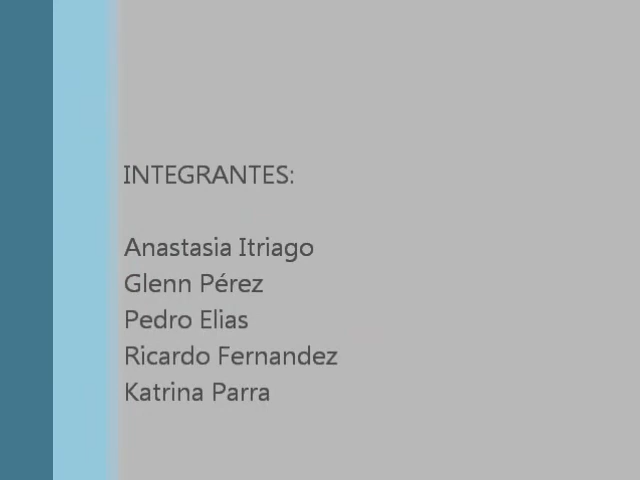 INTEGRANTES:
Anastasia Itriago
Glenn Pérez
Pedro Elias
Ricardo Fernandez
Katrina Parra